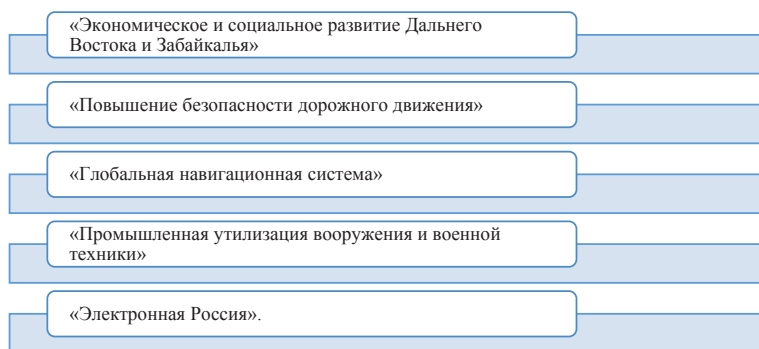 «Экономическое и социальное развитие Дальнего
Востока и Забайкалья»
«Повышение безопасности дорожного движения»
«Глобальная навигационная система»
«Промышленная утилизация вооружения и военной
техники»
«Электронная Россия».